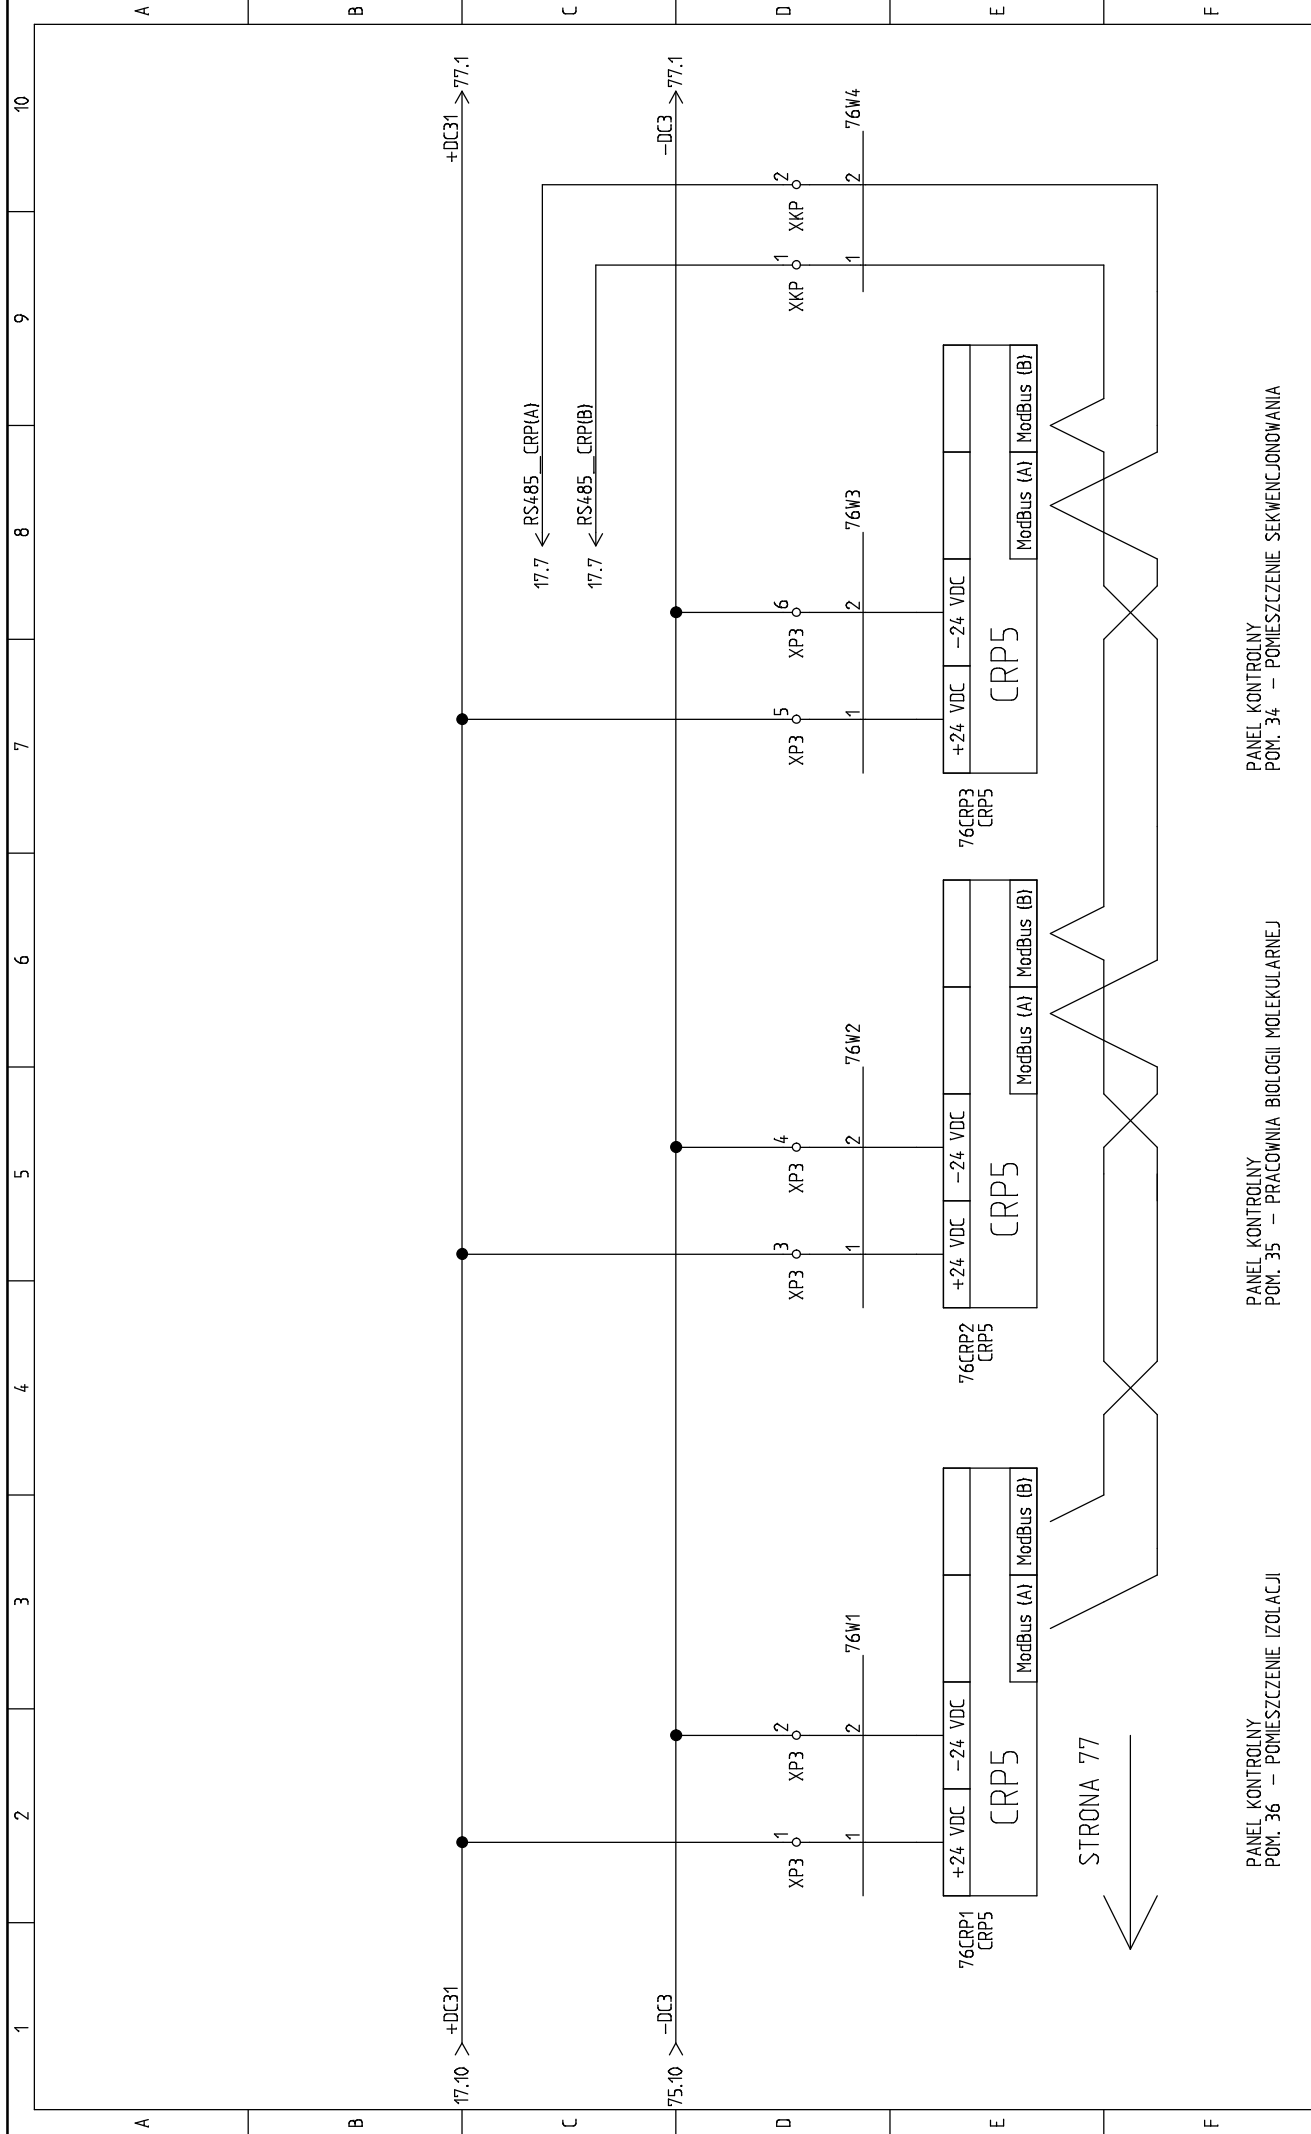 1 2 3 4 5 6 7 8 9 10
A A
B B
17.10 +DC31 +DC31 77.1
C C
17.7 RS485_CRP(A)
17.7 RS485_CRP(B)
75.10 -DC3 -DC3 77.1
D D
1 2 3 4 5 6 1 2
XP3 XP3 XP3 XP3 XP3 XP3 XKP XKP
1 2 76W1 1 2 76W2 1 2 76W3 1 2 76W4
76CRP1
CRP5
+24 VDC -24 VDC
CRP5
ModBus (A) ModBus (B)
76CRP2
CRP5
+24 VDC -24 VDC
CRP5
ModBus (A) ModBus (B)
76CRP3
CRP5
+24 VDC -24 VDC
CRP5
ModBus (A) ModBus (B)
E E
STRONA 77
F F
PANEL KONTROLNY
POM. 36 - POMIESZCZENIE IZOLACJI
PANEL KONTROLNY
POM. 35 - PRACOWNIA BIOLOGII MOLEKULARNEJ
PANEL KONTROLNY
POM. 34 - POMIESZCZENIE SEKWENCJONOWANIA